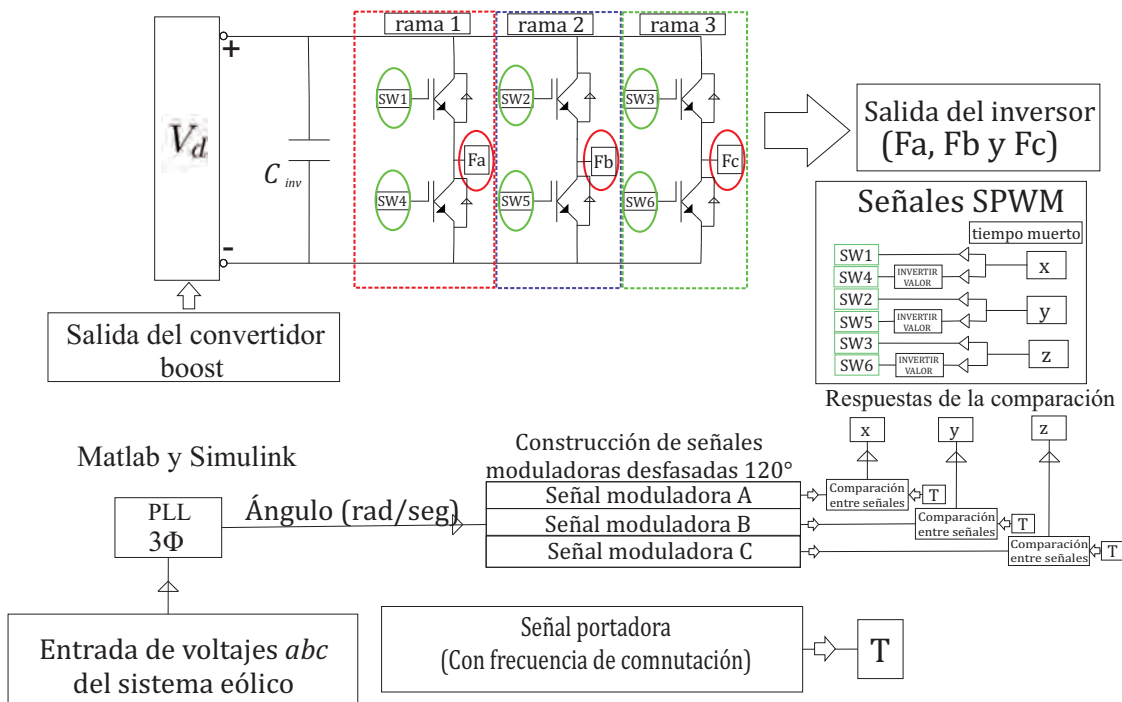 rama 1
rama 2
rama 3
+
SW1
SW2
SW3
Vd
C inv
Fa
Fb
Fc
SW4
SW5
SW6
-
Salida del inversor
(Fa, Fb y Fc)
Salida del convertidor
boost
Señales SPWM
tiempo muerto
SW1
SW4
INVERTIR
VALOR
x
SW2
SW5
INVERTIR
VALOR
y
SW3
SW6
INVERTIR
VALOR
z
Respuestas de la comparación
x
y
z
Matlab y Simulink
PLL
3Φ
Ángulo (rad/seg)
Construcción de señales
moduladoras desfasadas 120°
Señal moduladora A
Señal moduladora B
Señal moduladora C
Comparación
entre señales
T
Comparación
entre señales
T
Comparación
entre señales
T
Entrada de voltajes abc
del sistema eólico
Señal portadora
(Con frecuencia de comnutación)
T